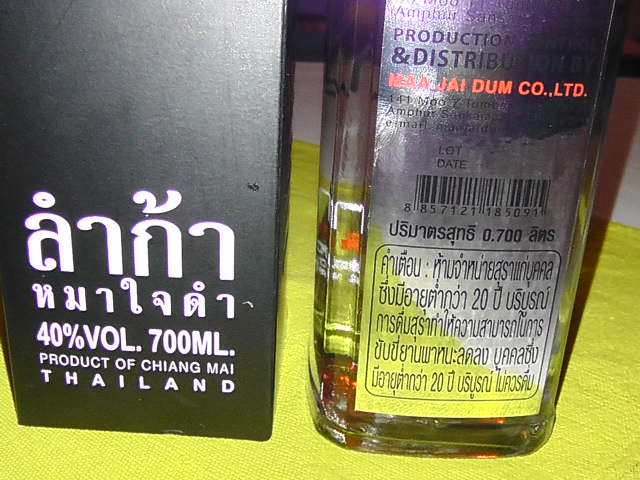 ลำก้า
หมาใจดำ
40%VOL. 700ML.
PRODUCT OF CHIANG MAI
THAILAND
Amphur
PRODUCTION
& DISTRIBUTION BY
MAA JAI DUM CO.,LTD.
141 Moo 7
Amphur
LOT
DATE
8 857121 185091
ปริมาตรสุทธิ 0.700 ลิตร
คำเตือน : ห้ามจำหน่ายสุราแก่บุคคล
ซึ่งมีอายุต่ำกว่า 20 ปี บริบูรณ์
การดื่มสุราทำให้ความสามารถในการ
ขับขี่ยานพาหนะลดลง บุคคลซึ่ง
มีอายุต่ำกว่า 20 ปี บริบูรณ์ ไม่ควรดื่ม